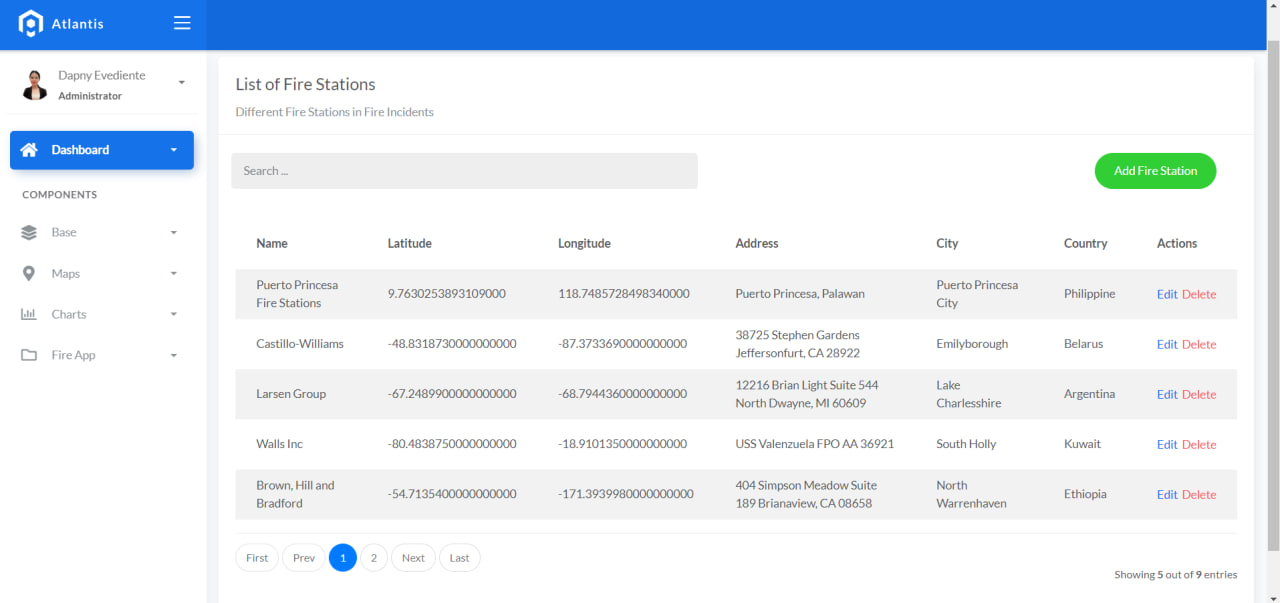 Atlantis
Dapny Evediente
Administrator
Dashboard
COMPONENTS
Base
Maps
Charts
Fire App
List of Fire Stations
Different Fire Stations in Fire Incidents
Search ...
Add Fire Station
Name Latitude Longitude Address City Country Actions
Puerto Princesa Fire Stations 9.7630253893109000 118.7485728498340000 Puerto Princesa, Palawan Puerto Princesa City Philippine Edit Delete
Castillo-Williams -48.8318730000000000 -87.3733690000000000 38725 Stephen Gardens Jeffersonfurt, CA 28922 Emilyborough Belarus Edit Delete
Larsen Group -67.2489900000000000 -68.7944360000000000 12216 Brian Light Suite 544 North Dwayne, MI 60609 Lake Charlesshire Argentina Edit Delete
Walls Inc -80.4838750000000000 -18.9101350000000000 USS Valenzuela FPO AA 36921 South Holly Kuwait Edit Delete
Brown, Hill and Bradford -54.7135400000000000 -171.3939980000000000 404 Simpson Meadow Suite 189 Brianaview, CA 08658 North Warrenhaven Ethiopia Edit Delete
First Prev 1 2 Next Last
Showing 5 out of 9 entries